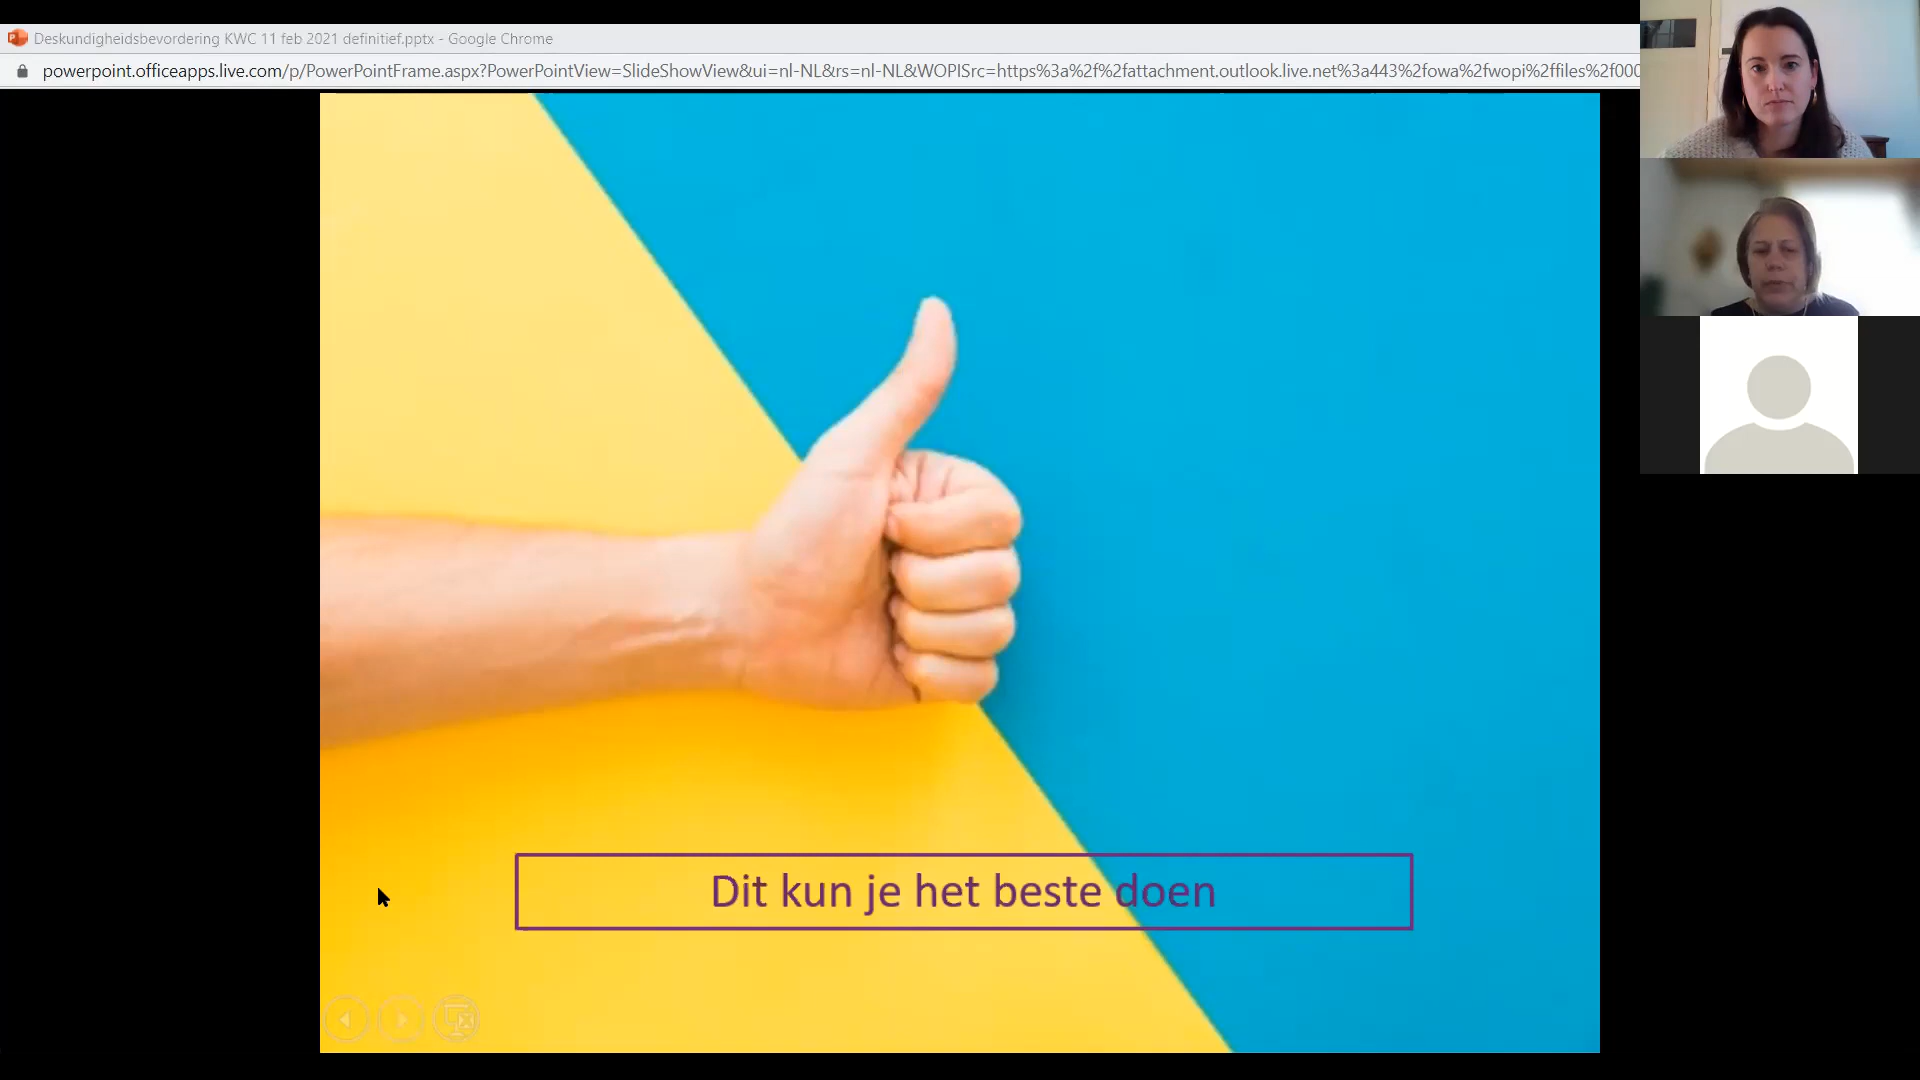 Deskundigheidsbevordering KWC 11 feb 2021 definitief.pptx - Google Chrome
powerpoint.officeapps.live.com/p/PowerPointFrame.aspx?PowerPointView=SlideShowView&ui=nl-NL&rs=nl-NL&WOPISrc=https%3a%2f%2fattachment.outlook.live.net%3a443%2fowa%2fwopi%2ffiles%2f000
Dit kun je het beste doen